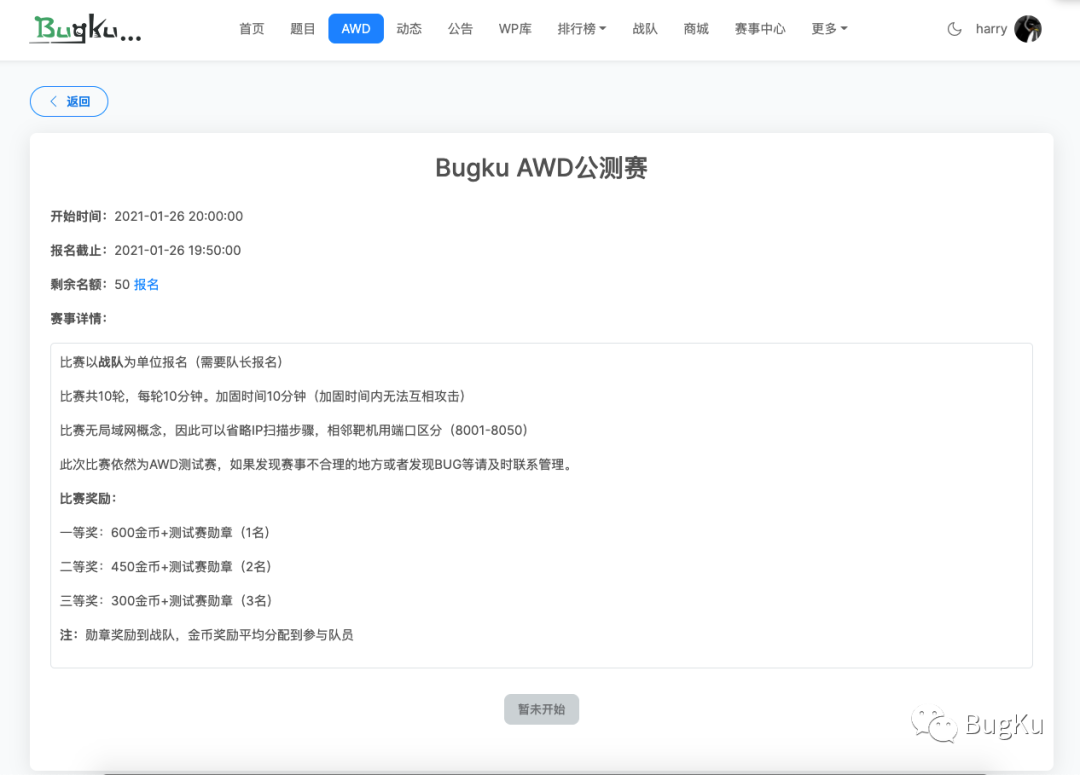 Bugku...
首页 题目 AWD 动态 公告 WP库 排行榜 战队 商城 赛事中心 更多 harry
返回
Bugku AWD公测赛
开始时间：2021-01-26 20:00:00
报名截止：2021-01-26 19:50:00
剩余名额：50 报名
赛事详情：
比赛以战队为单位报名（需要队长报名）
比赛共10轮，每轮10分钟。加固时间10分钟（加固时间内无法互相攻击）
比赛无局域网概念，因此可以省略IP扫描步骤，相邻靶机用端口区分（8001-8050）
此次比赛依然为AWD测试赛，如果发现赛事不合理的地方或者发现BUG等请及时联系管理。
比赛奖励：
一等奖：600金币+测试赛勋章（1名）
二等奖：450金币+测试赛勋章（2名）
三等奖：300金币+测试赛勋章（3名）
注：勋章奖励到战队，金币奖励平均分配到参与队员
暂未开始
BugKu